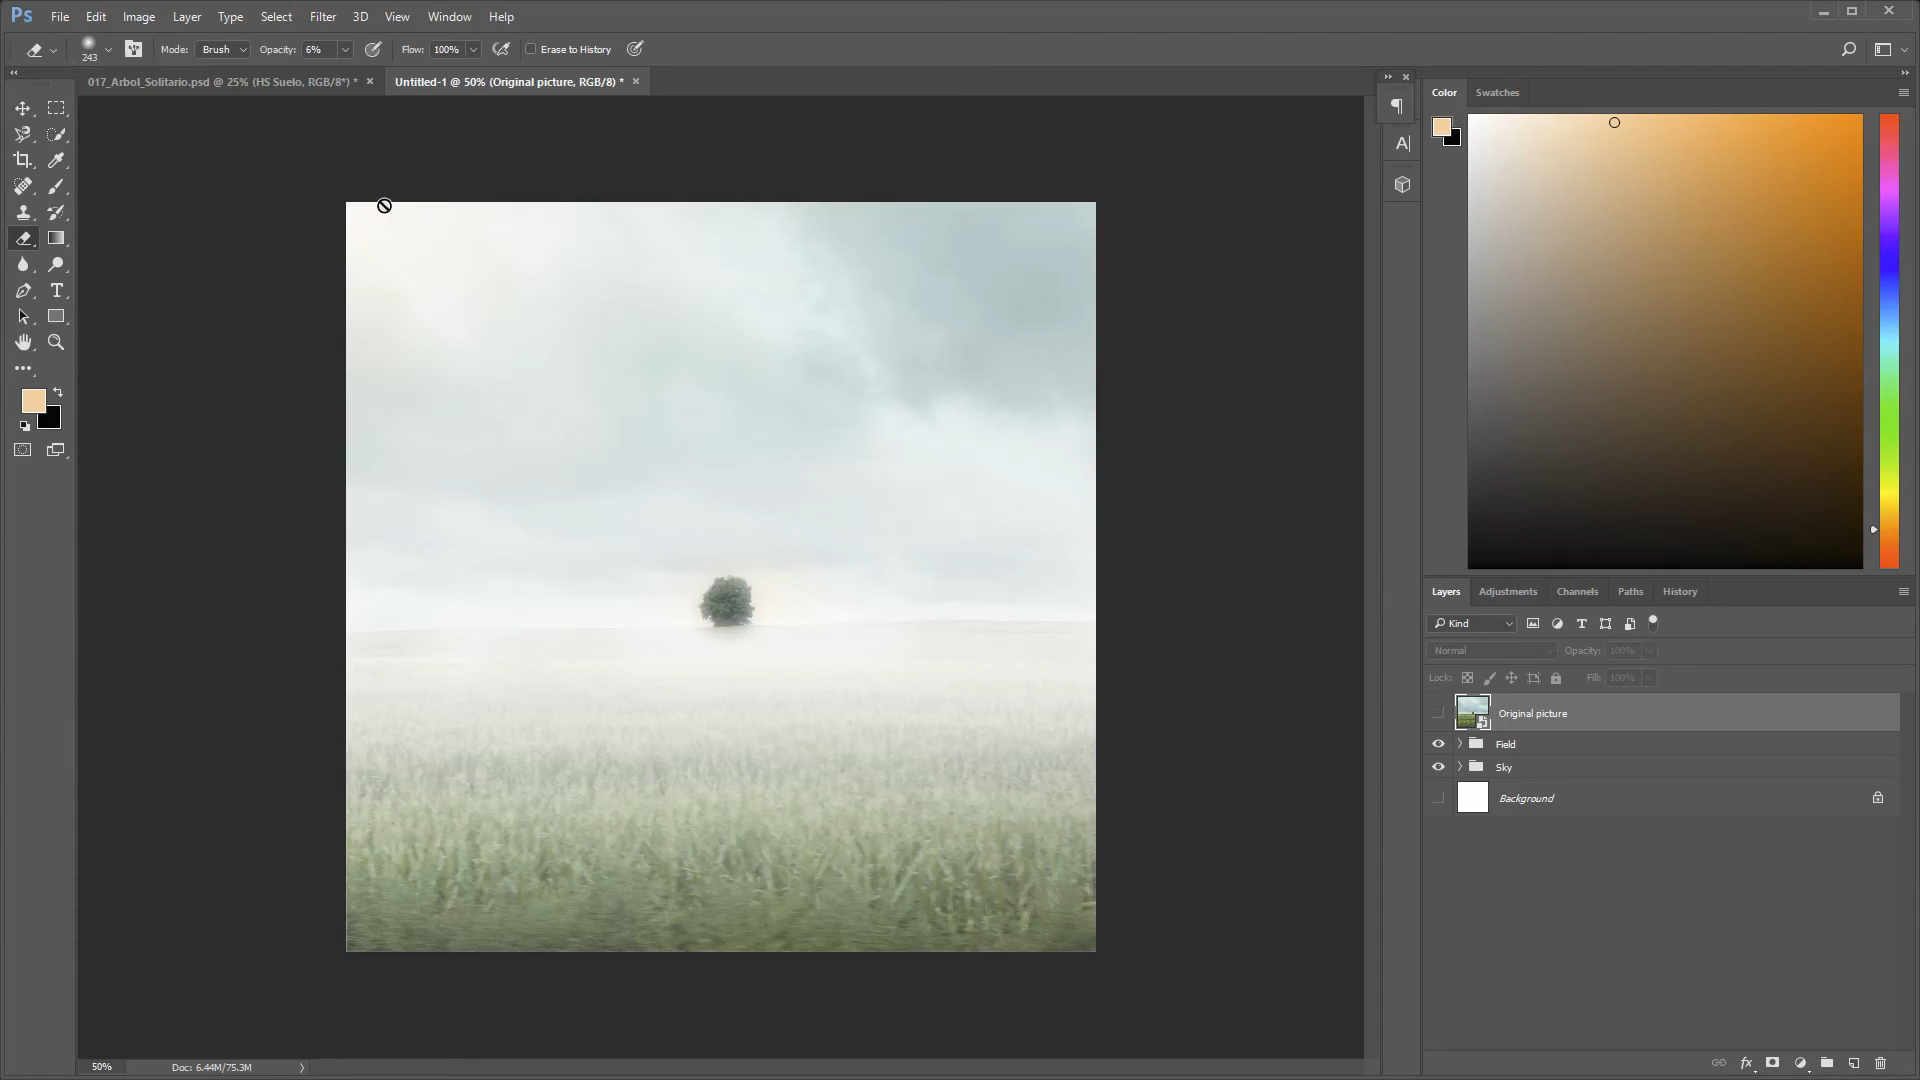 Ps File Edit Image Layer Type Select Filter 3D View Window Help
243 Mode: Brush Opacity: 6% Flow: 100% Erase to History
017_Arbol_Solitario.psd @ 25% (HS Suelo, RGB/8*) * × Untitled-1 @ 50% (Original picture, RGB/8) * ×
Color Swatches
Layers Adjustments Channels Paths History
Kind
Normal Opacity: 100%
Lock: Fill: 100%
Original picture
Field
Sky
Background
50% Doc: 6.44M/75.3M
fx